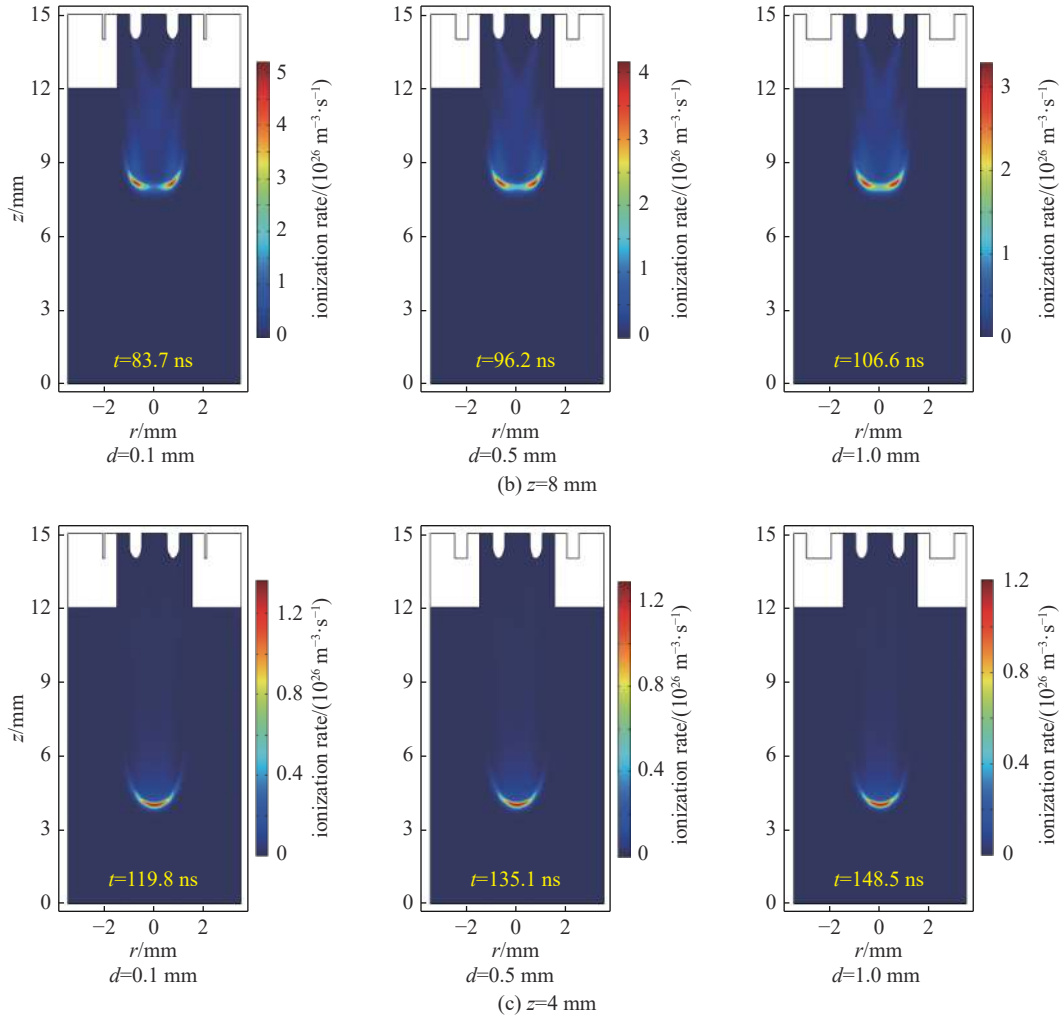 15
12
9
6
3
0
z/mm
−2 0 2
r/mm
d=0.1 mm
t=83.7 ns
5
4
3
2
1
0
ionization rate/(10²⁶ m⁻³·s⁻¹)
15
12
9
6
3
0
−2 0 2
r/mm
d=0.5 mm
t=96.2 ns
4
3
2
1
0
ionization rate/(10²⁶ m⁻³·s⁻¹)
15
12
9
6
3
0
−2 0 2
r/mm
d=1.0 mm
t=106.6 ns
3
2
1
0
ionization rate/(10²⁶ m⁻³·s⁻¹)
(b) z=8 mm
15
12
9
6
3
0
z/mm
−2 0 2
r/mm
d=0.1 mm
t=119.8 ns
1.2
0.8
0.4
0
ionization rate/(10²⁶ m⁻³·s⁻¹)
15
12
9
6
3
0
−2 0 2
r/mm
d=0.5 mm
t=135.1 ns
1.2
0.8
0.4
0
ionization rate/(10²⁶ m⁻³·s⁻¹)
15
12
9
6
3
0
−2 0 2
r/mm
d=1.0 mm
t=148.5 ns
1.2
0.8
0.4
0
ionization rate/(10²⁶ m⁻³·s⁻¹)
(c) z=4 mm